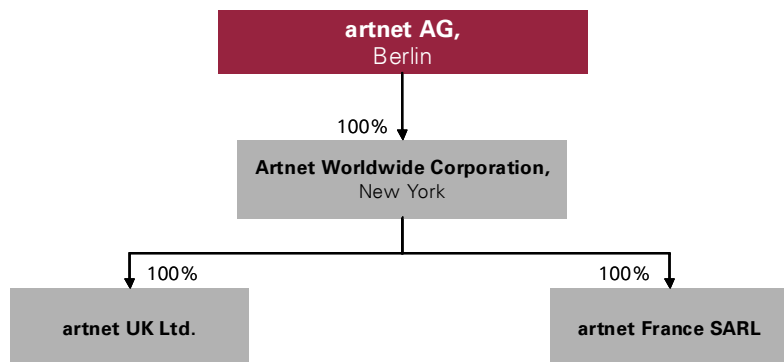 artnet AG,
Berlin
100%
Artnet Worldwide Corporation,
New York
100%
100%
artnet UK Ltd.
artnet France SARL